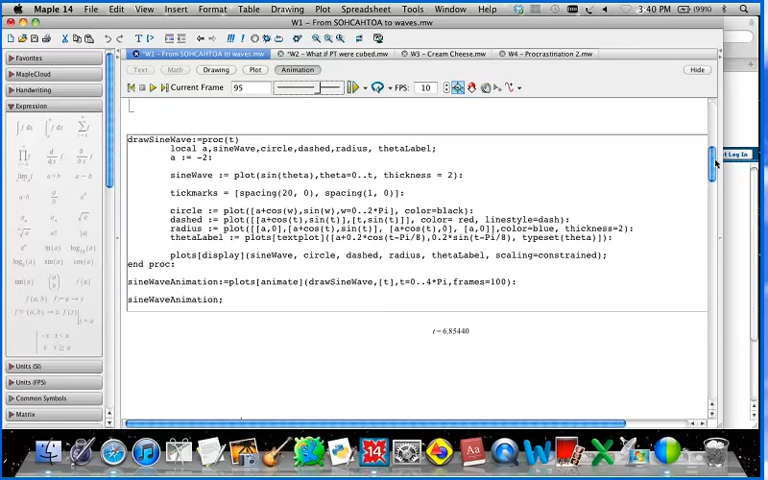 Maple 14 File Edit View Insert Format Table Drawing Plot Spreadsheet Tools Window 3:40 PM (99%)
W1 – From SOHCAHTOA to waves.mw
*W1 – From SOHCAHTOA to waves.mw *W2 – What if PT were cubed.mw W3 – Cream Cheese.mw W4 – Procrastination 2.mw
Text Math Drawing Plot Animation Hide
Current Frame 95 FPS: 10
Favorites
MapleCloud
Handwriting
Expression
Units (SI)
Units (FPS)
Common Symbols
Matrix
drawSineWave:=proc(t)
local a,sineWave,circle,dashed,radius, thetaLabel;
a := -2:
sineWave := plot(sin(theta),theta=0..t, thickness = 2):
tickmarks = [spacing(20, 0), spacing(1, 0)]:
circle := plot([a+cos(w),sin(w),w=0..2*Pi], color=black):
dashed := plot([[a+cos(t),sin(t)],[t,sin(t)]], color= red, linestyle=dash):
radius := plot([[a,0],[a+cos(t),sin(t)], [a+cos(t),0], [a,0]],color=blue, thickness=2):
thetaLabel := plots[textplot]([a+0.2*cos(t-Pi/8),0.2*sin(t-Pi/8), typeset(theta)]):
plots[display](sineWave, circle, dashed, radius, thetaLabel, scaling=constrained);
end proc:
sineWaveAnimation:=plots[animate](drawSineWave,[t],t=0..4*Pi,frames=100):
sineWaveAnimation;
t=6.85440
Log In
14
Aa